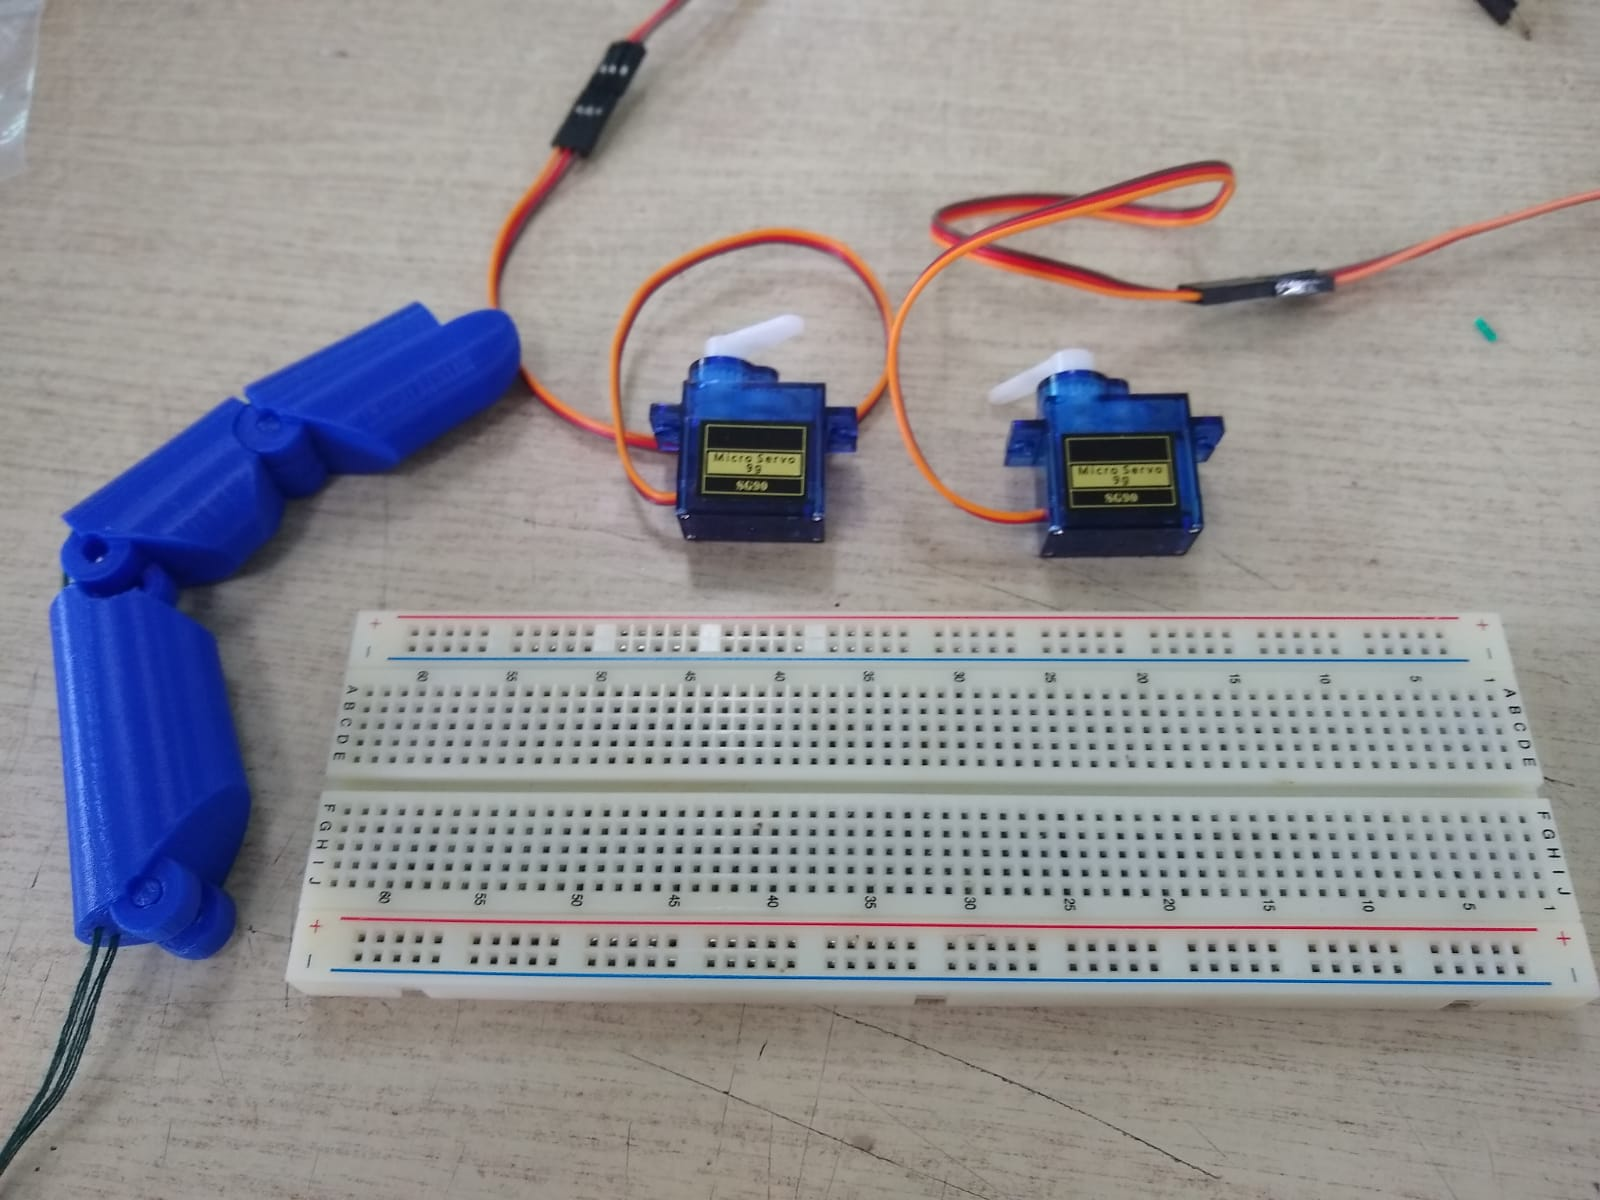 Micro Servo
9g
SG90
Micro Servo
9g
SG90
+ +
− −
60 55 50 45 40 35 30 25 20 15 10 5 1
A A
B B
C C
D D
E E
F F
G G
H H
I I
J J
60 55 50 45 40 35 30 25 20 15 10 5 1
+ +
− −